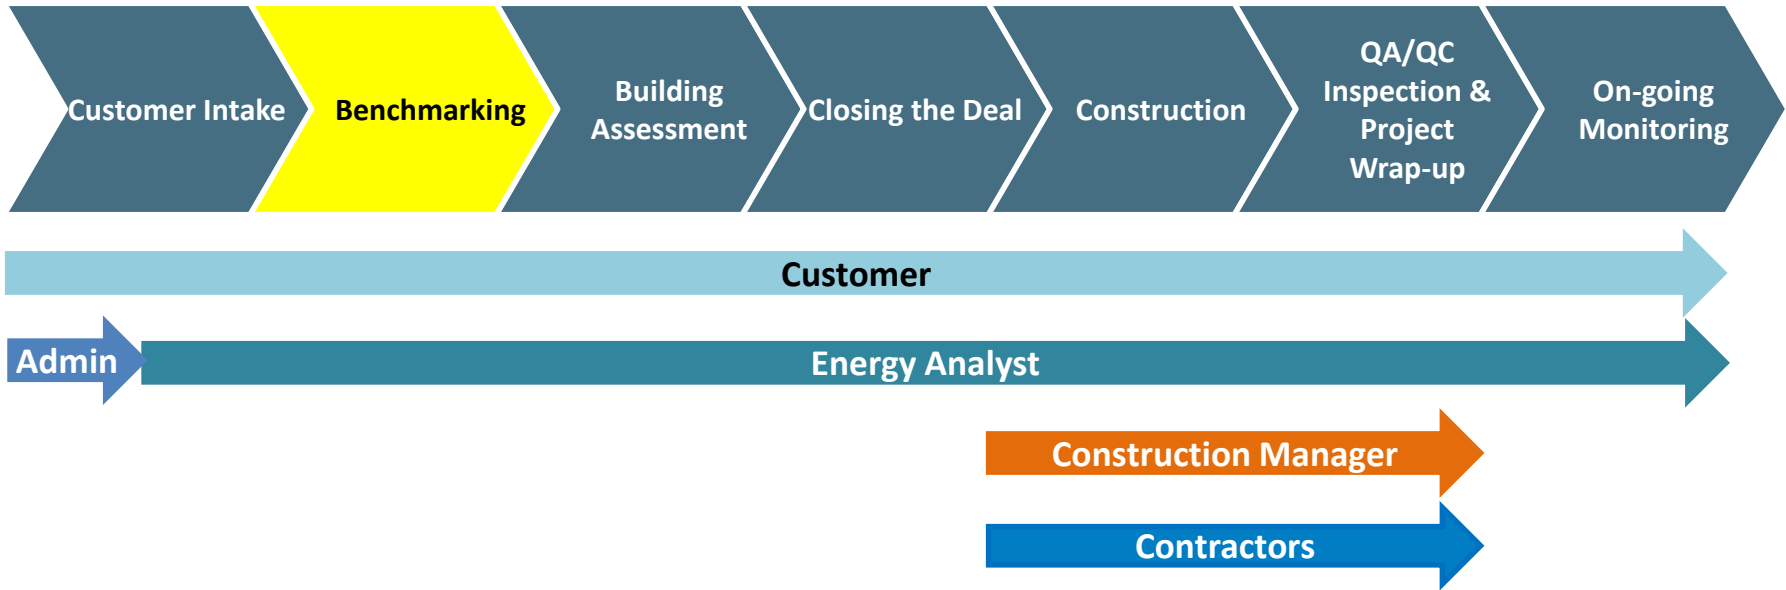 Customer Intake
Benchmarking
Building
Assessment
Closing the Deal
Construction
QA/QC
Inspection &
Project
Wrap-up
On-going
Monitoring
Customer
Admin
Energy Analyst
Construction Manager
Contractors